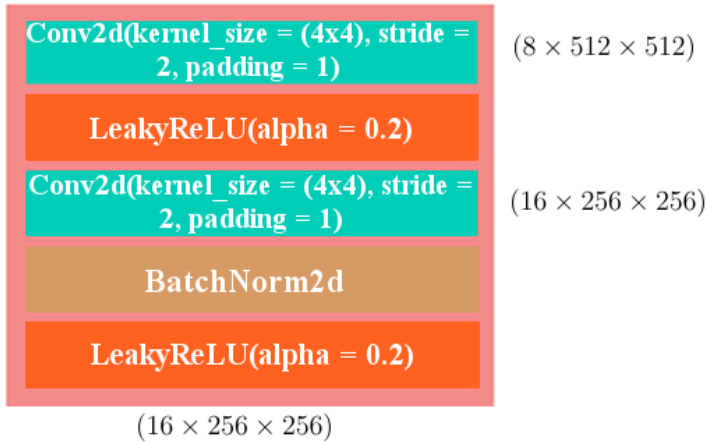 Conv2d(kernel_size = (4x4), stride =
2, padding = 1)
(8 × 512 × 512)
LeakyReLU(alpha = 0.2)
Conv2d(kernel_size = (4x4), stride =
2, padding = 1)
(16 × 256 × 256)
BatchNorm2d
LeakyReLU(alpha = 0.2)
(16 × 256 × 256)